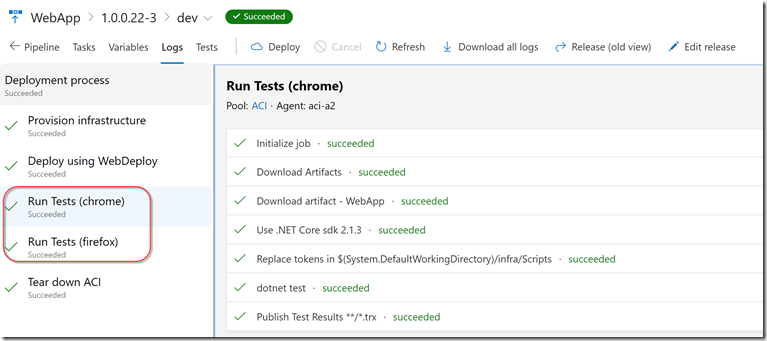 WebApp > 1.0.0.22-3 > dev Succeeded
Pipeline Tasks Variables Logs Tests Deploy Cancel Refresh Download all logs Release (old view) Edit release
Deployment process
Succeeded
Provision infrastructure
Succeeded
Deploy using WebDeploy
Succeeded
Run Tests (chrome)
Succeeded
Run Tests (firefox)
Succeeded
Tear down ACI
Succeeded
Run Tests (chrome)
Pool: ACI · Agent: aci-a2
Initialize job · succeeded
Download Artifacts · succeeded
Download artifact - WebApp · succeeded
Use .NET Core sdk 2.1.3 · succeeded
Replace tokens in $(System.DefaultWorkingDirectory)/infra/Scripts · succeeded
dotnet test · succeeded
Publish Test Results **/*.trx · succeeded